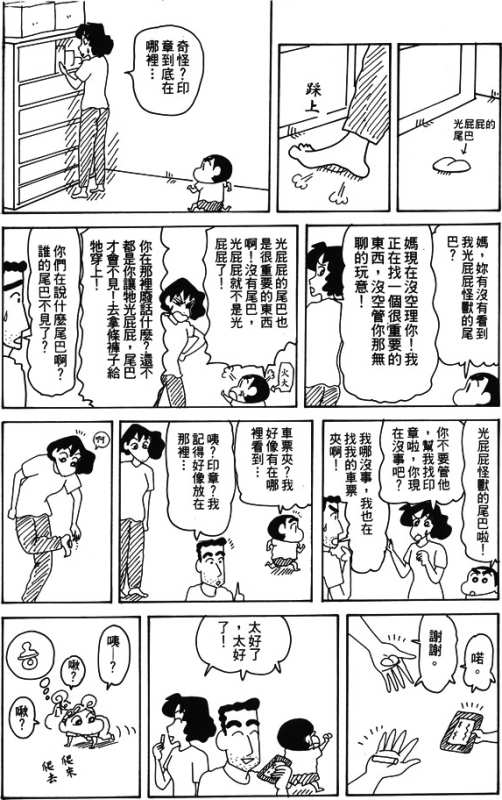 光屁屁的
尾巴
踩上
奇怪？印
章到底在
哪裡…
媽，妳有沒有看到
我光屁屁怪獸的尾
巴？
媽現在沒空理你！我
正在找一個很重要的
東西，沒空管你那無
聊的玩意！
光屁屁的尾巴也
是很重要的東西
啊！沒有尾巴，
光屁屁就不是光
屁屁了！
火大
你在那裡廢話什麼？還不
都是你讓牠光屁屁，尾巴
才會不見！去拿條褲子給
牠穿上！
你們在說什麼尾巴啊？
誰的尾巴不見了？
光屁屁怪獸的尾巴啦！
你不要管他
，幫我找印
章啦，你現
在沒事吧？
我哪沒事，我也在
找我的車票
夾啊！
車票夾？我
好像有在哪
裡看到…
咦？印章？我
記得好像放在
那裡…
啊
喏。
謝謝。
太好了
，太好
了！
咦？
啾？
啾？
爬來
爬去